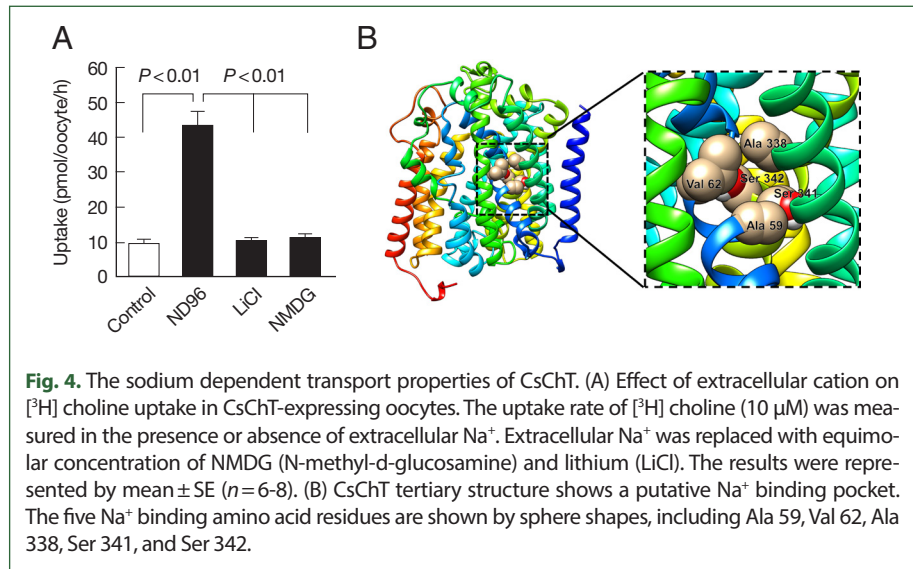 A
B
P < 0.01 P < 0.01
Uptake (pmol/oocyte/h)
60
50
40
30
20
10
0
Control
ND96
LiCl
NMDG
Ala 338
Ser 342
Val 62
Ser 341
Ala 59
Fig. 4. The sodium dependent transport properties of CsChT. (A) Effect of extracellular cation on
[³H] choline uptake in CsChT-expressing oocytes. The uptake rate of [³H] choline (10 μM) was mea-
sured in the presence or absence of extracellular Na⁺. Extracellular Na⁺ was replaced with equimo-
lar concentration of NMDG (N-methyl-d-glucosamine) and lithium (LiCl). The results were repre-
sented by mean ± SE (n = 6-8). (B) CsChT tertiary structure shows a putative Na⁺ binding pocket.
The five Na⁺ binding amino acid residues are shown by sphere shapes, including Ala 59, Val 62, Ala
338, Ser 341, and Ser 342.